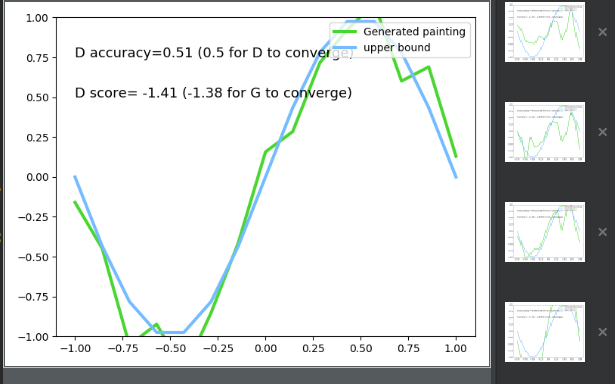 Generated painting
upper bound
D accuracy=0.51 (0.5 for D to converge)
D score= -1.41 (-1.38 for G to converge)
1.00
0.75
0.50
0.25
0.00
−0.25
−0.50
−0.75
−1.00
−1.00 −0.75 −0.50 −0.25 0.00 0.25 0.50 0.75 1.00